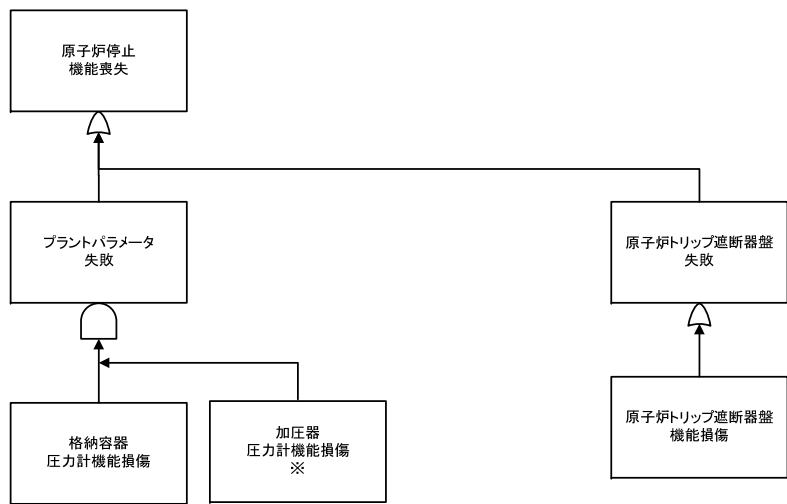 原子炉停止
機能喪失
プラントパラメータ
失敗
原子炉トリップ遮断器盤
失敗
格納容器
圧力計機能損傷
加圧器
圧力計機能損傷
※
原子炉トリップ遮断器盤
機能損傷